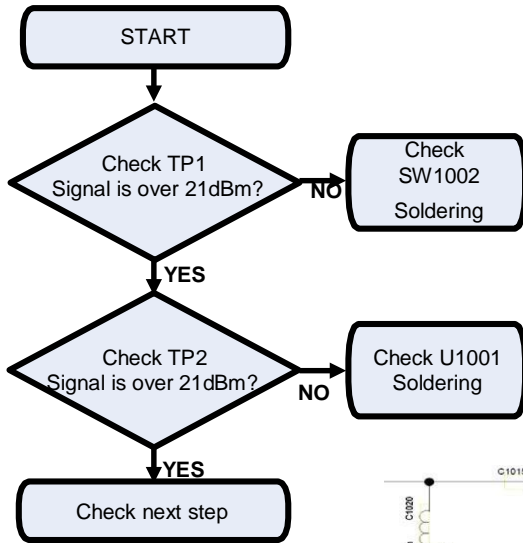 START
Check TP1
Signal is over 21dBm?
NO
Check
SW1002
Soldering
YES
Check TP2
Signal is over 21dBm?
NO
Check U1001
Soldering
YES
Check next step
C1015
C1020